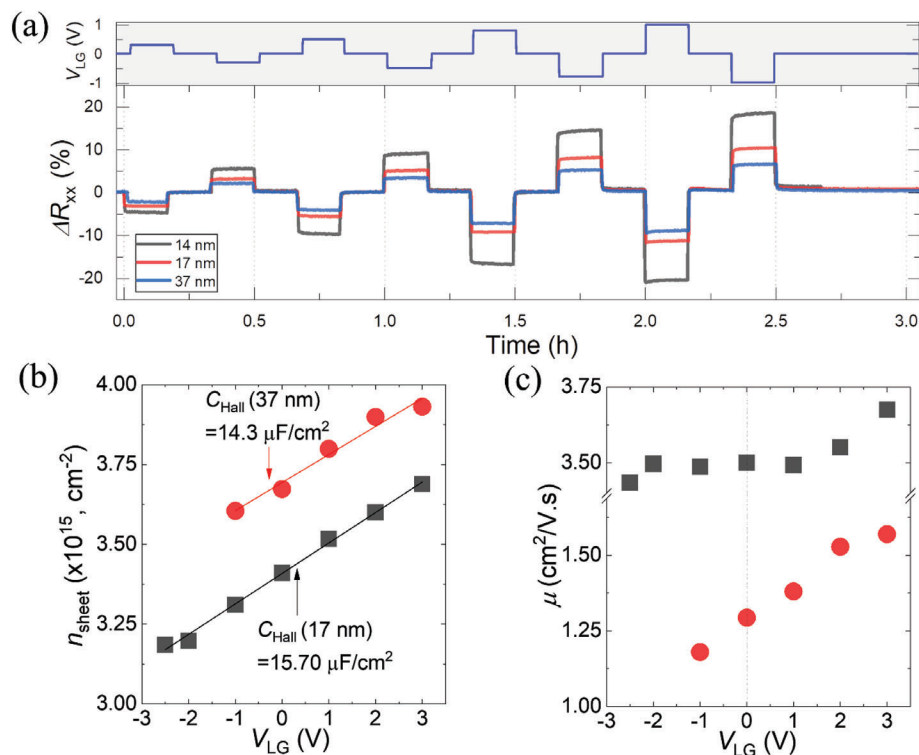 (a)
V_LG (V)
1
0
-1
ΔR_xx (%)
20
10
0
-10
-20
14 nm
17 nm
37 nm
0.0 0.5 1.0 1.5 2.0 2.5 3.0
Time (h)
(b)
n_sheet (x10^15, cm^-2)
4.00
3.75
3.50
3.25
3.00
C_Hall (37 nm)
=14.3 μF/cm^2
C_Hall (17 nm)
=15.70 μF/cm^2
-3 -2 -1 0 1 2 3
V_LG (V)
(c)
μ (cm^2/V.s)
3.75
3.50
1.50
1.25
1.00
-3 -2 -1 0 1 2 3
V_LG (V)